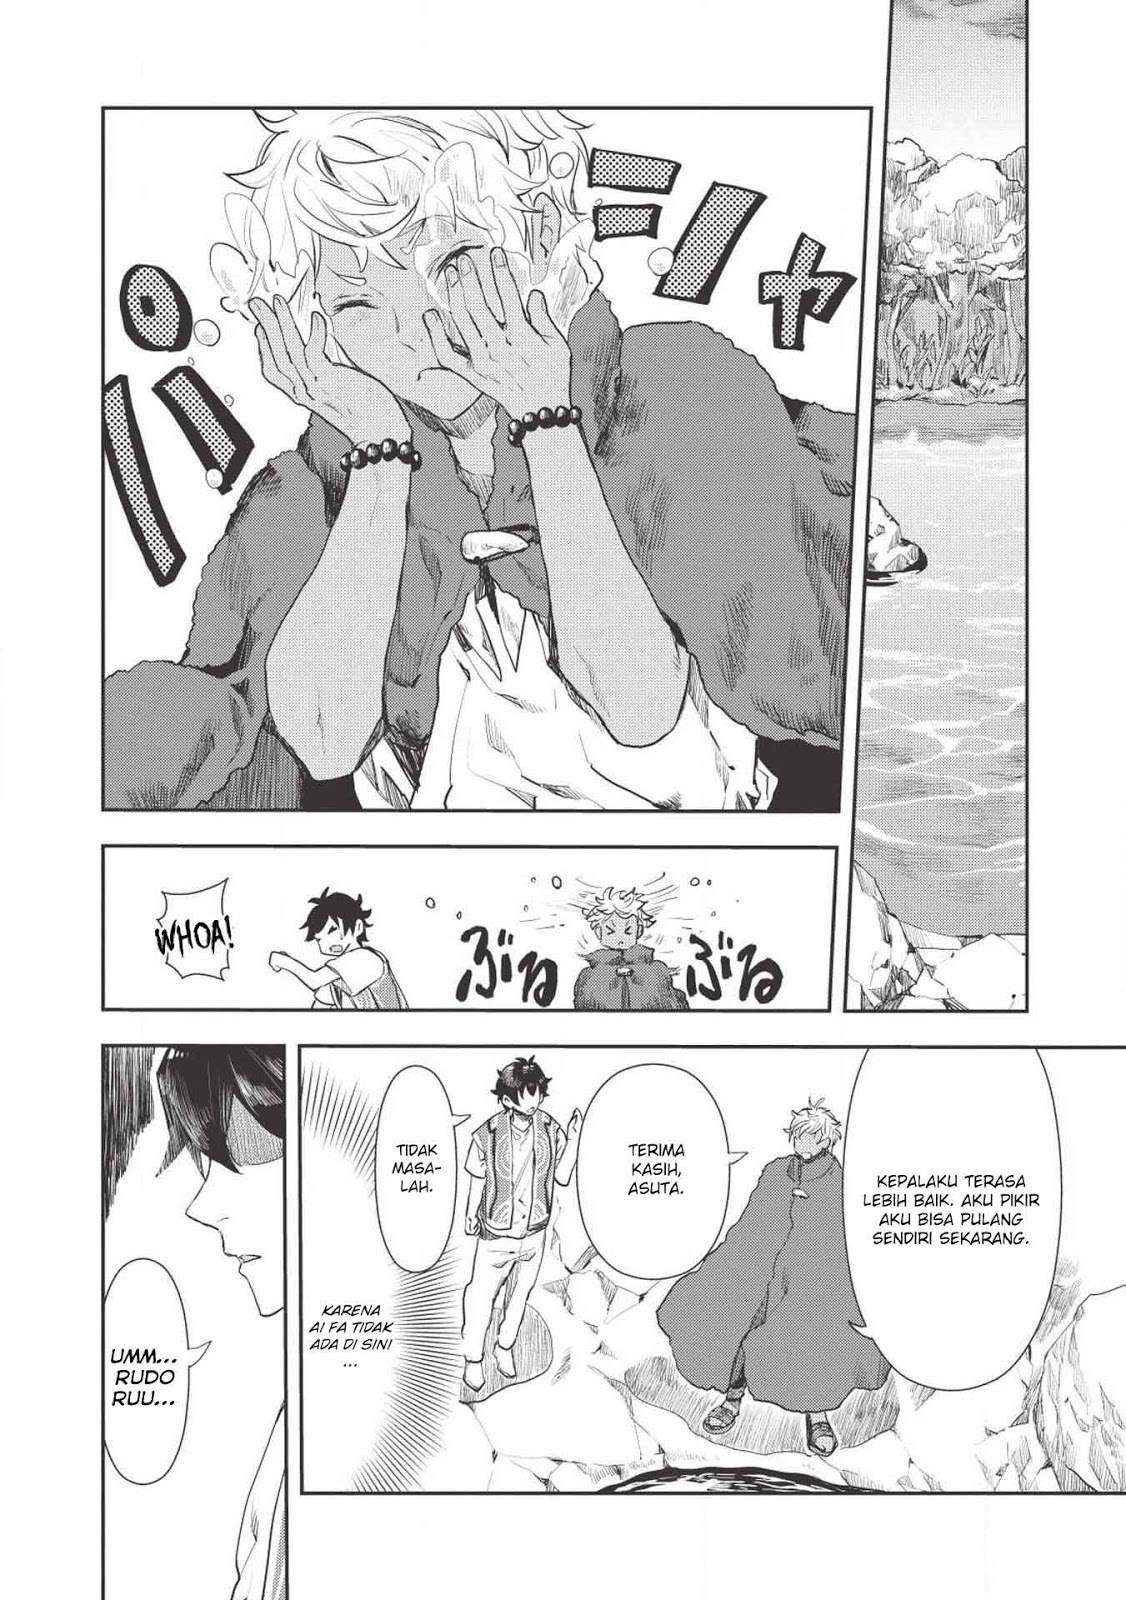 パシャ
ぶね
ぶね
WHOA!
KEPALAKU TERASA
LEBIH BAIK. AKU PIKIR
AKU BISA PULANG
SENDIRI SEKARANG.
TERIMA
KASIH,
ASUTA.
TIDAK
MASA-
LAH.
KARENA
AI FA TIDAK
ADA DI SINI
...
UMM...
RUDO
RUU...